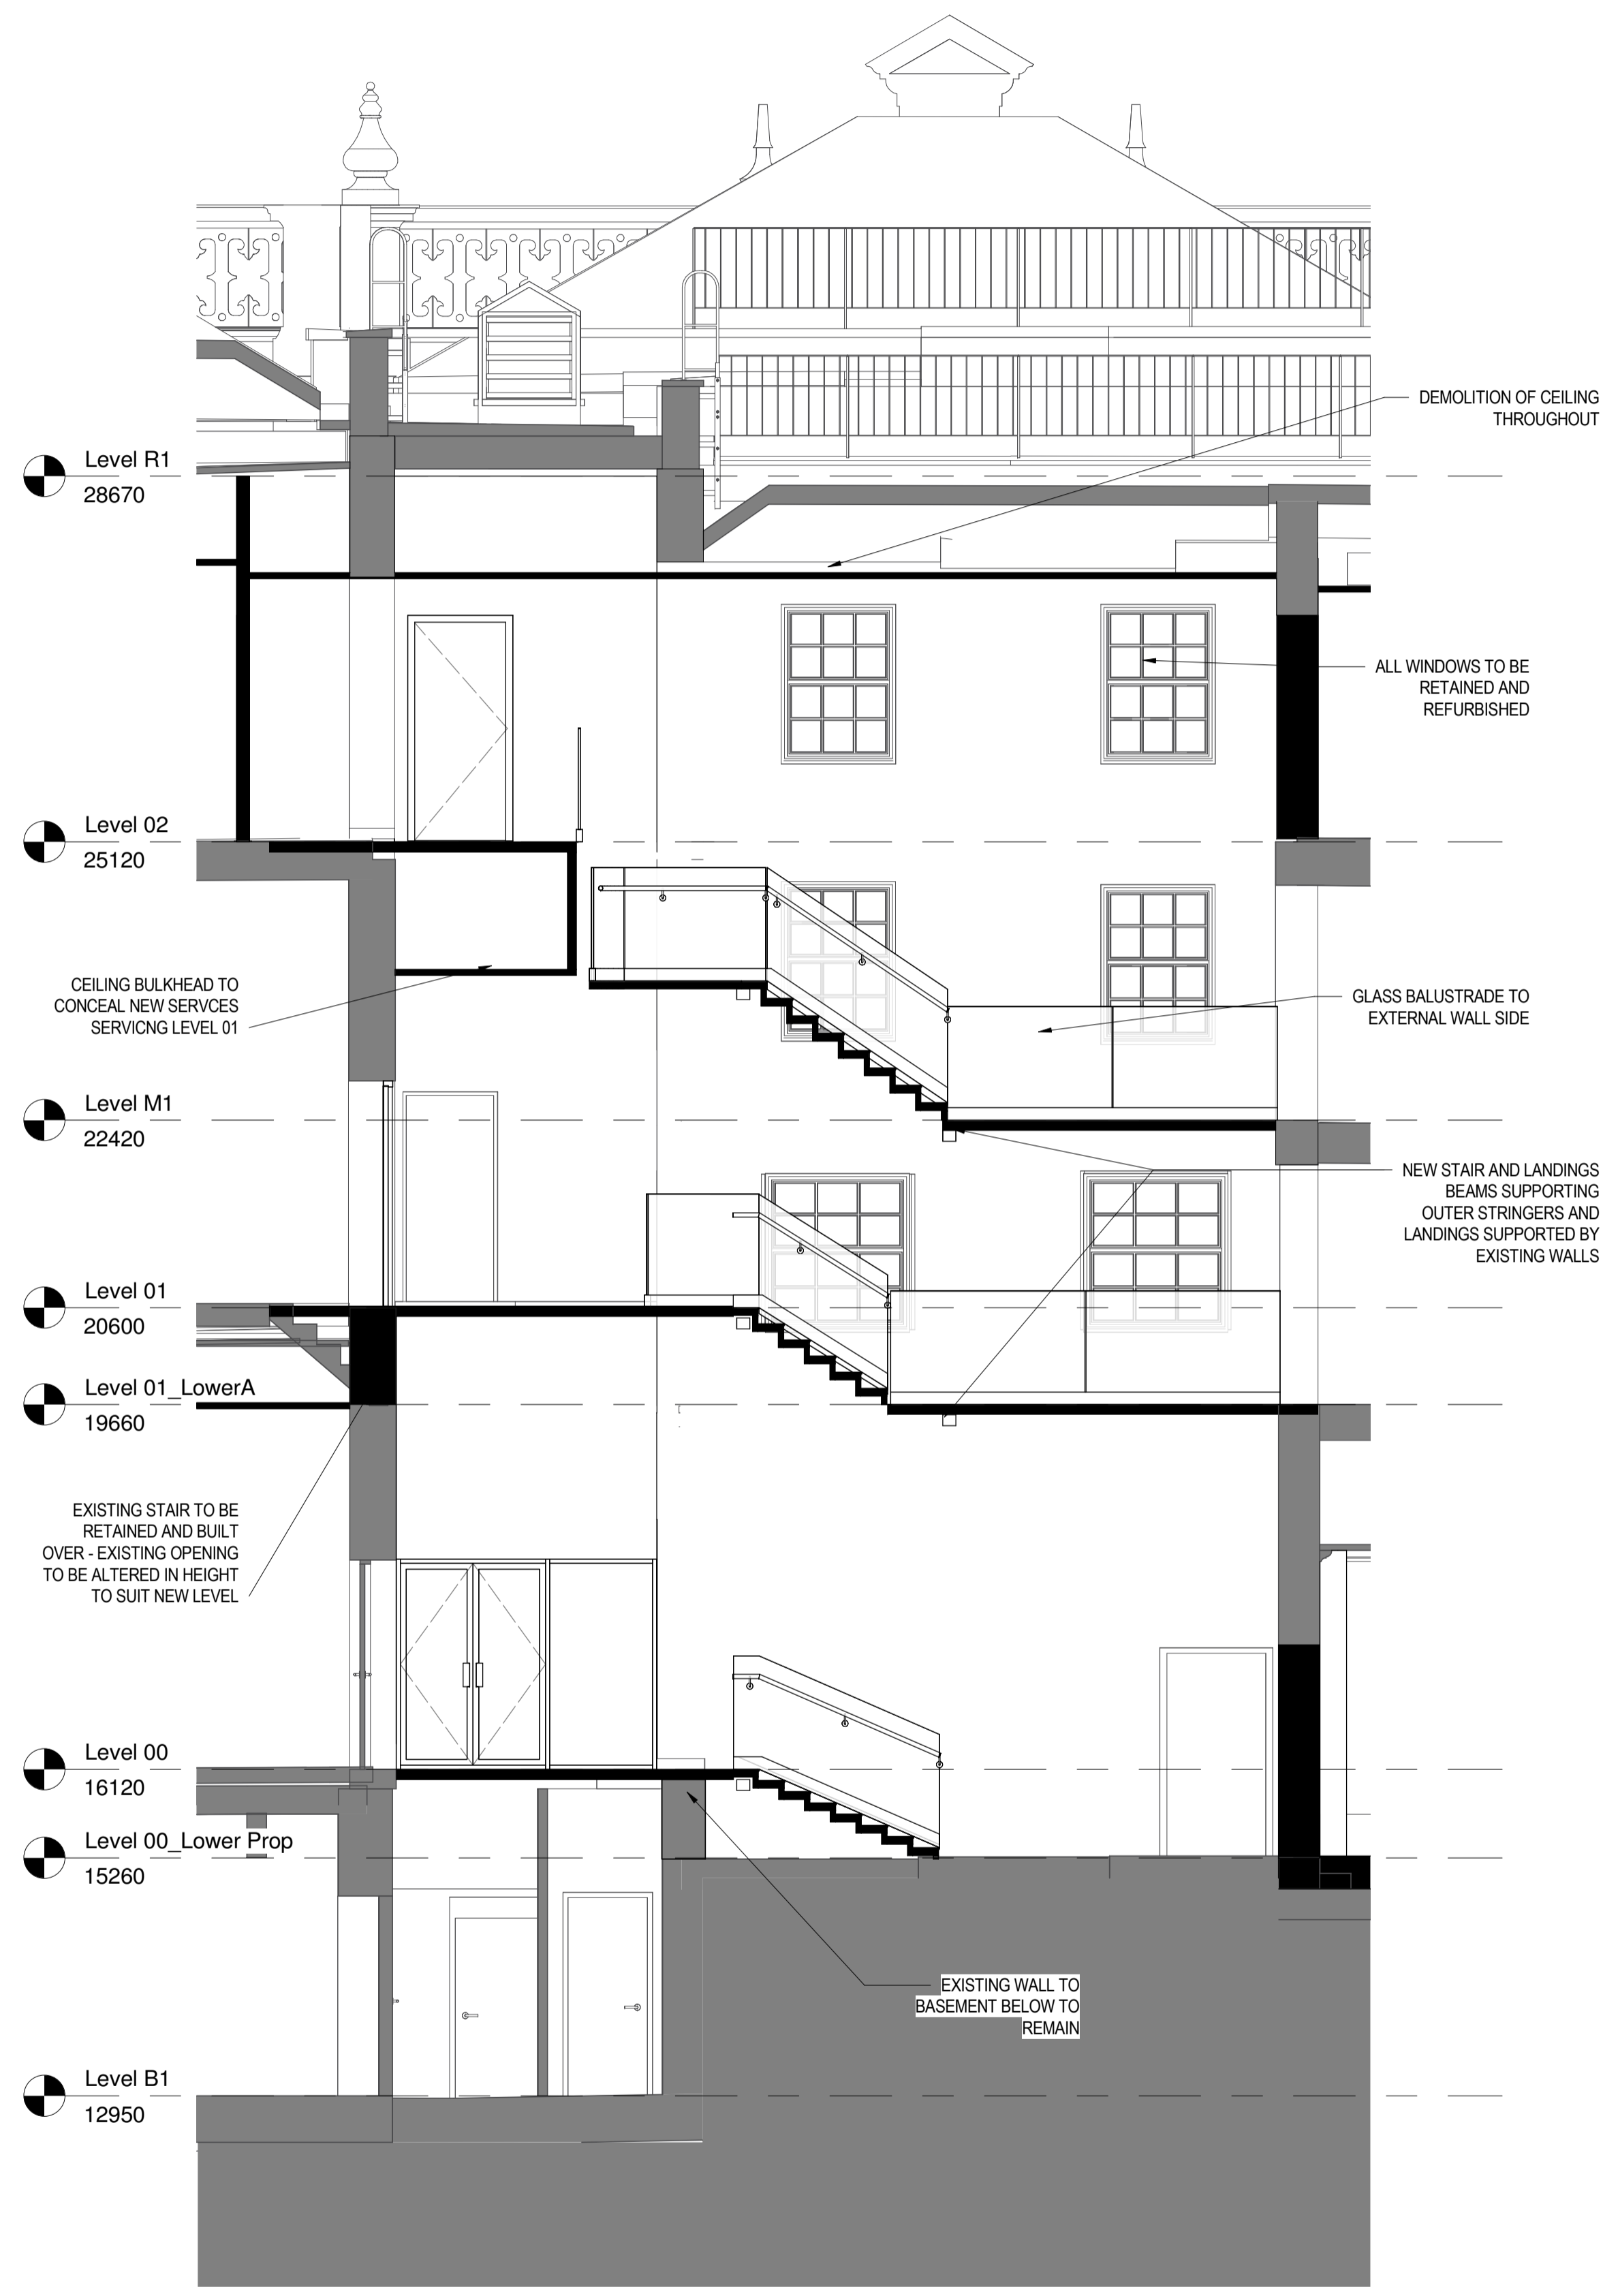 DEMOLITION OF CEILING
THROUGHOUT
Level R1
28670
ALL WINDOWS TO BE
RETAINED AND
REFURBISHED
Level 02
25120
CEILING BULKHEAD TO
CONCEAL NEW SERVCES
SERVICNG LEVEL 01
GLASS BALUSTRADE TO
EXTERNAL WALL SIDE
Level M1
22420
NEW STAIR AND LANDINGS
BEAMS SUPPORTING
OUTER STRINGERS AND
LANDINGS SUPPORTED BY
EXISTING WALLS
Level 01
20600
Level 01_LowerA
19660
EXISTING STAIR TO BE
RETAINED AND BUILT
OVER - EXISTING OPENING
TO BE ALTERED IN HEIGHT
TO SUIT NEW LEVEL
Level 00
16120
Level 00_Lower Prop
15260
EXISTING WALL TO
BASEMENT BELOW TO
REMAIN
Level B1
12950